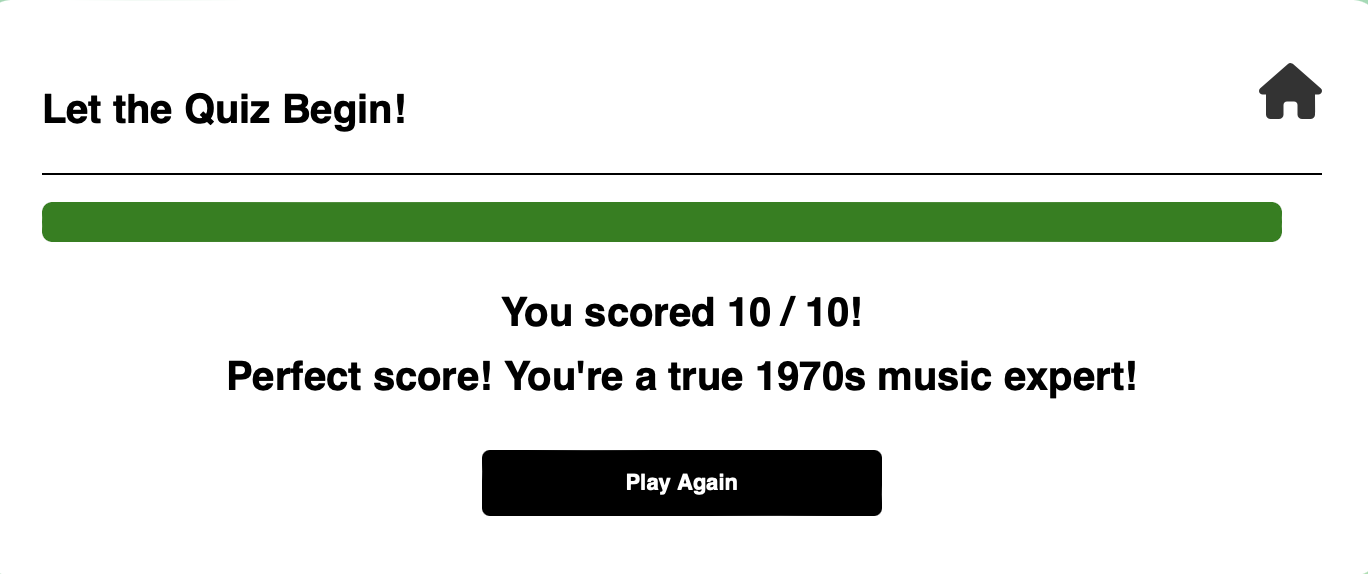 Let the Quiz Begin!
You scored 10 / 10!
Perfect score! You're a true 1970s music expert!
Play Again